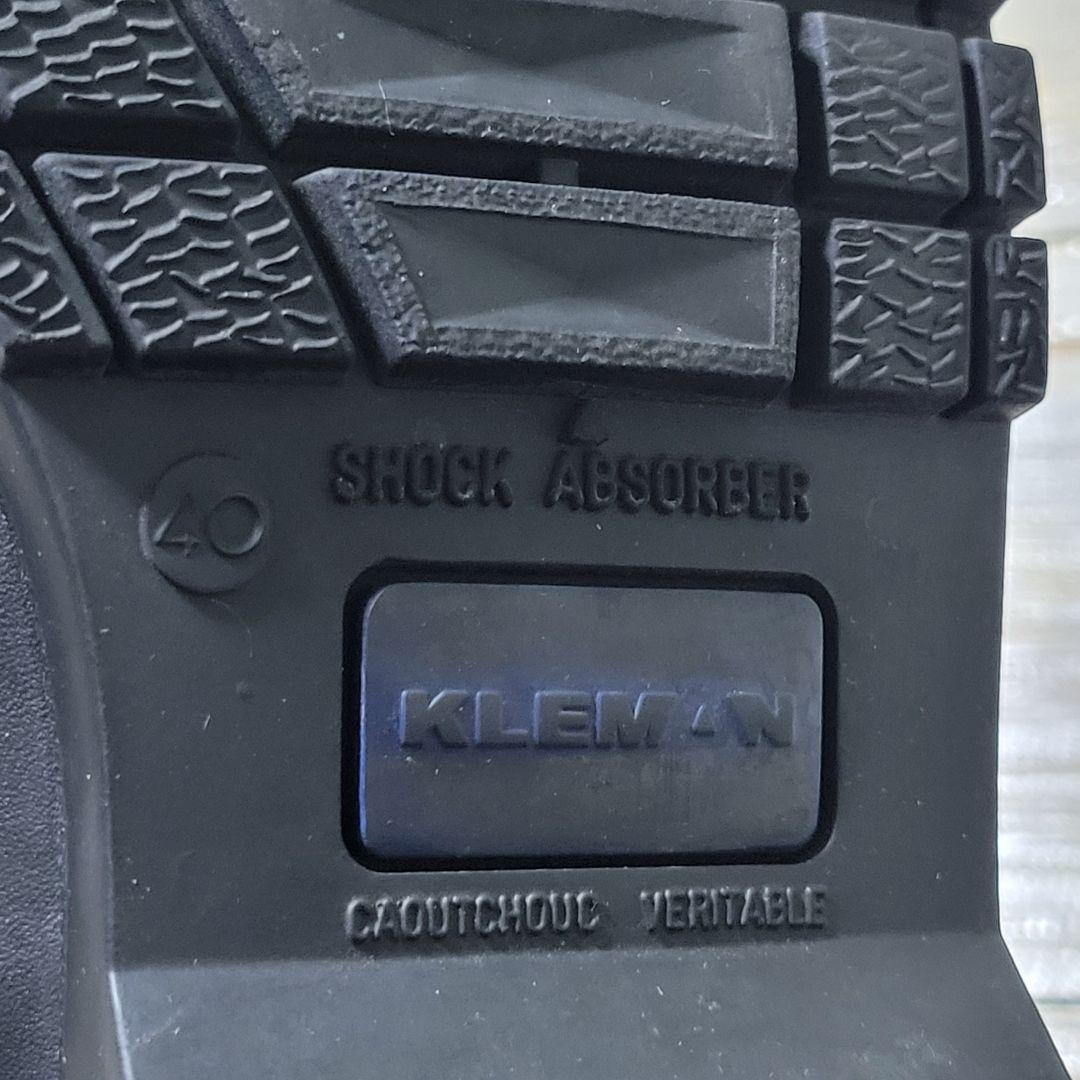 SHOCK ABSORBER
40
KLEMAN
CAOUTCHOUC VERITABLE